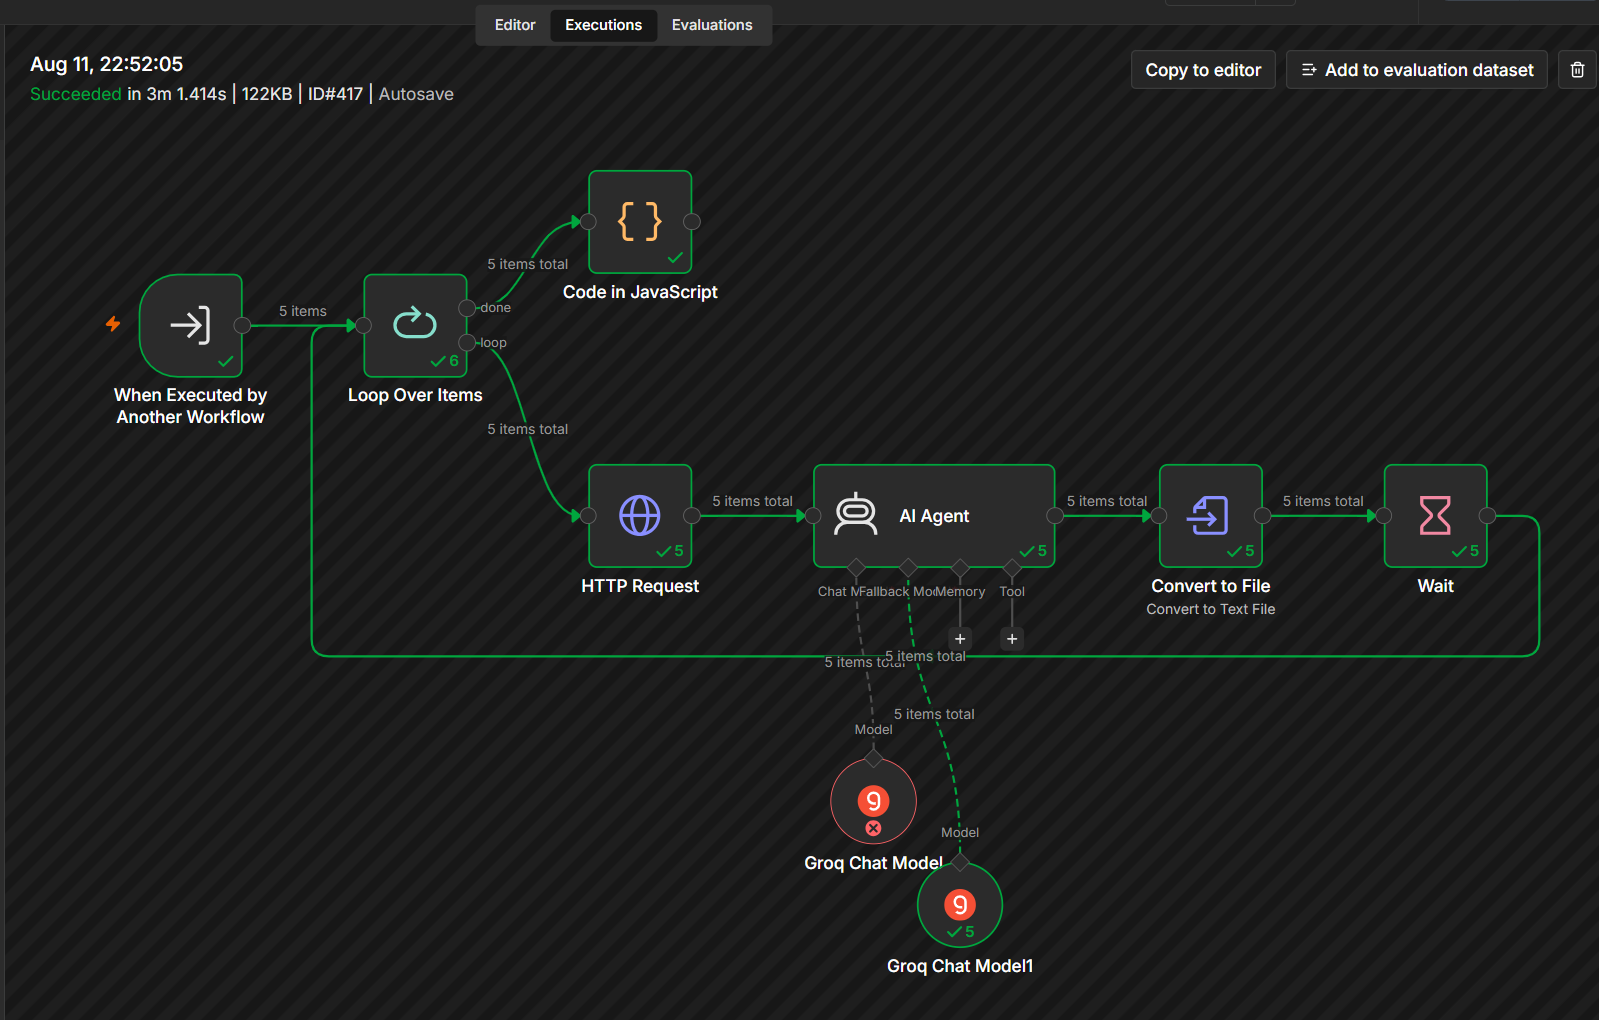 Editor
Executions
Evaluations
Aug 11, 22:52:05
Succeeded in 3m 1.414s | 122KB | ID#417 | Autosave
Copy to editor
Add to evaluation dataset
5 items total
Code in JavaScript
5 items
done
loop
6
When Executed by
Another Workflow
Loop Over Items
5 items total
5 items total
5 items total
5 items total
AI Agent
5
5
5
5
HTTP Request
Chat M
Fallback Mod
Memory
Tool
Convert to File
Convert to Text File
Wait
5 items total
5 items total
5 items total
Model
Model
Groq Chat Model
5
Groq Chat Model1